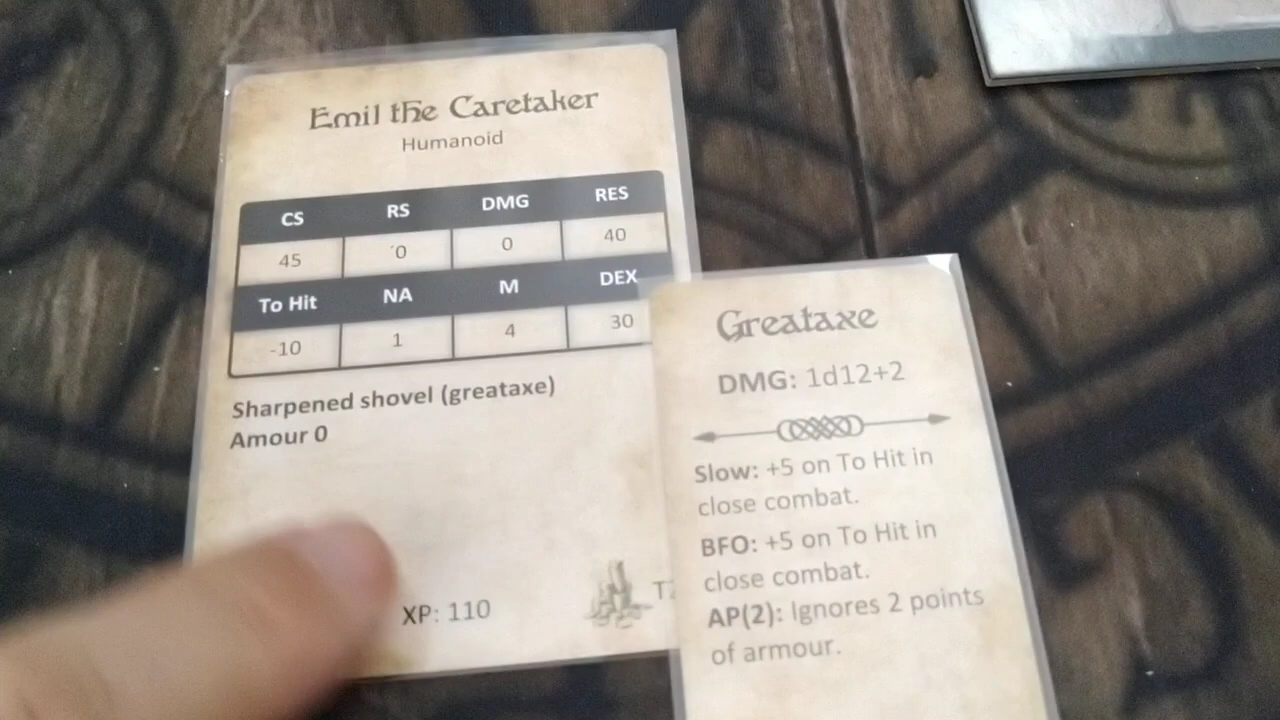 Emil the Caretaker
Humanoid
CS RS DMG RES
45 0 0 40
To Hit NA M DEX
-10 1 4 30
Sharpened shovel (greataxe)
Amour 0
XP: 110
Greataxe
DMG: 1d12+2
Slow: +5 on To Hit in
close combat.
BFO: +5 on To Hit in
close combat.
AP(2): Ignores 2 points
of armour.